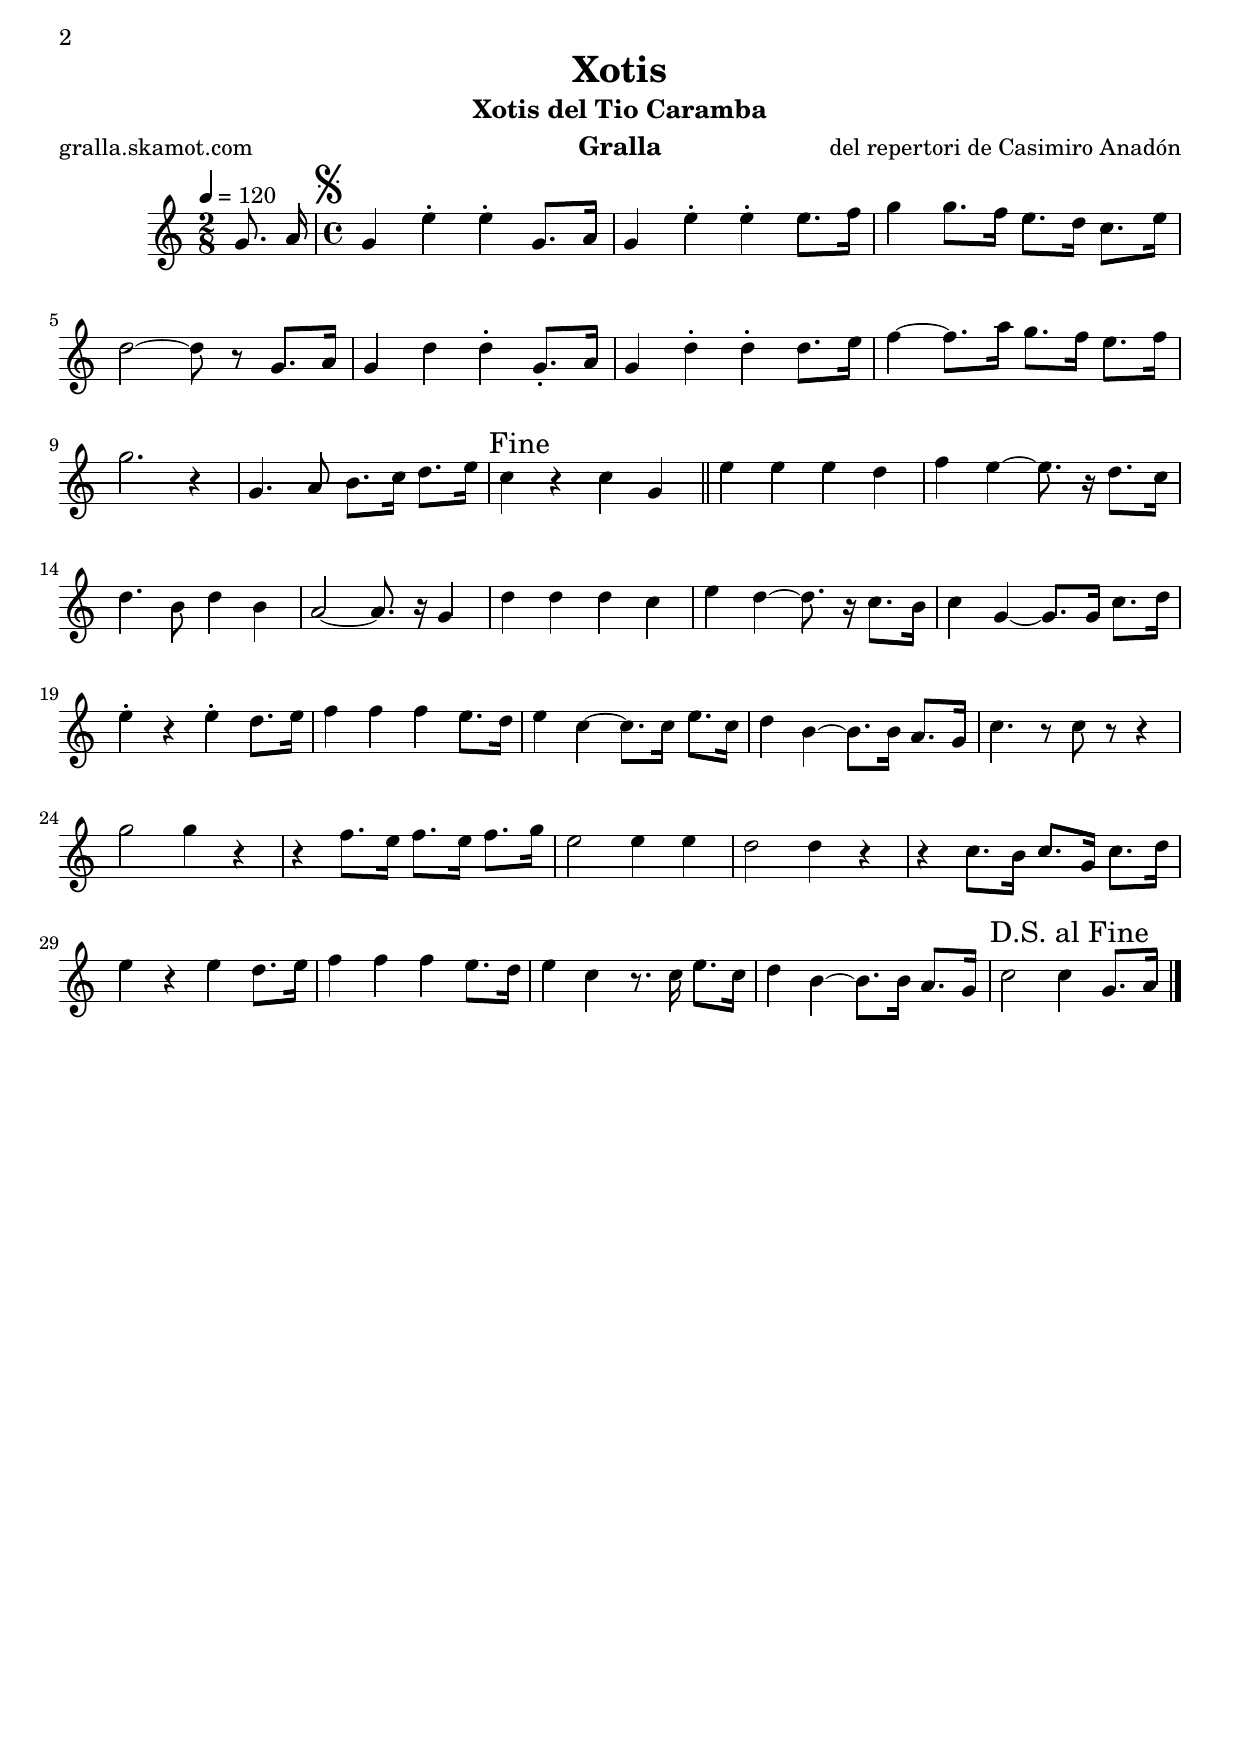 2
Xotis
Xotis del Tio Caramba
gralla.skamot.com Gralla del repertori de Casimiro Anadón
= 120
2
8
5
9
Fine
14
19
24
29
D.S. al Fine